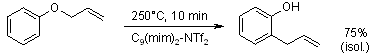 OH
O
250°C, 10 min
C9(mim)2-NTf2
75%
(isol.)